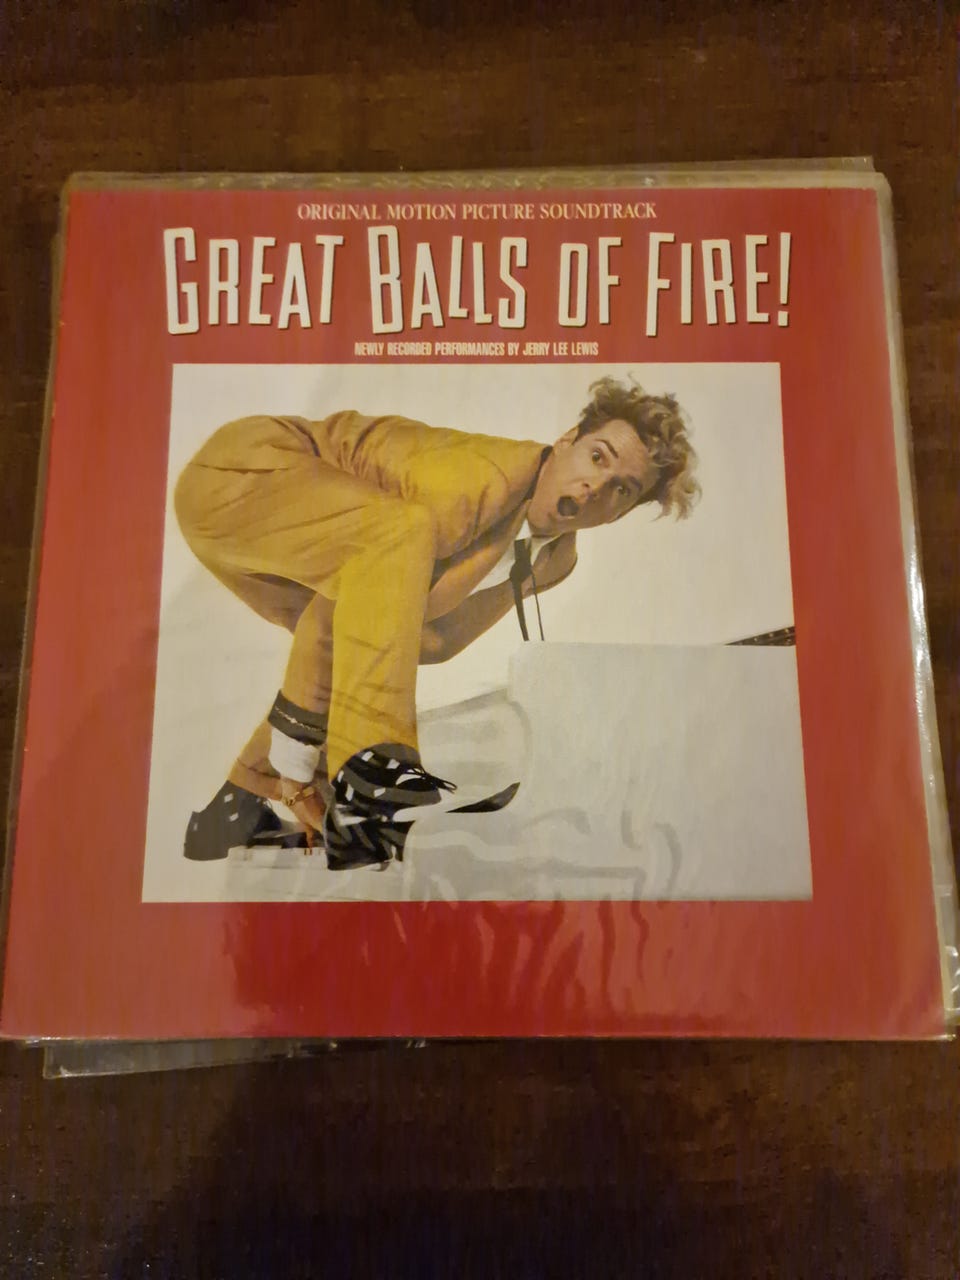 ORIGINAL MOTION PICTURE SOUNDTRACK
GREAT BALLS OF FIRE!
NEWLY RECORDED PERFORMANCES BY JERRY LEE LEWIS